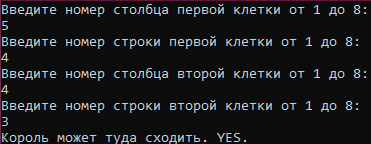 Введите номер столбца первой клетки от 1 до 8:
5
Введите номер строки первой клетки от 1 до 8:
4
Введите номер столбца второй клетки от 1 до 8:
4
Введите номер строки второй клетки от 1 до 8:
3
Король может туда сходить. YES.